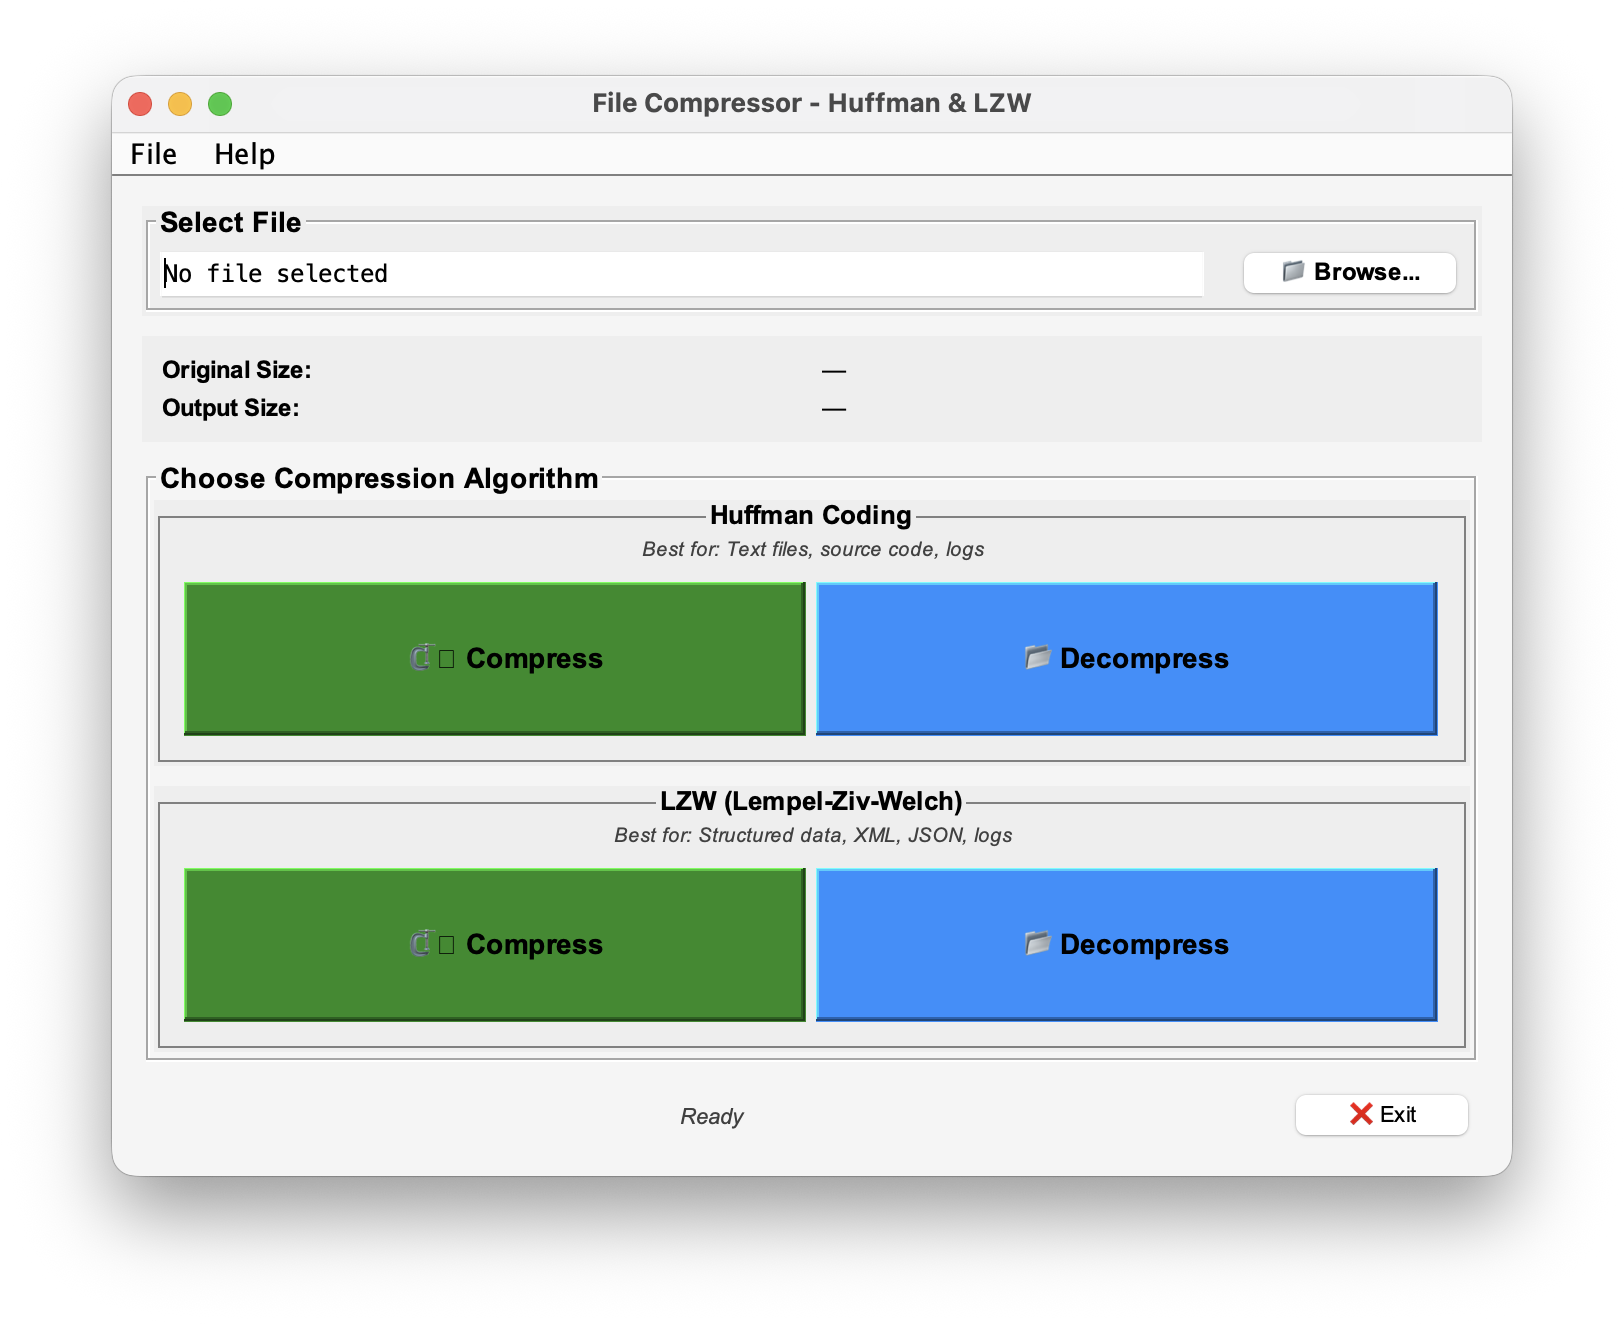 File Compressor - Huffman & LZW
File Help
Select File
No file selected
Browse...
Original Size: —
Output Size: —
Choose Compression Algorithm
Huffman Coding
Best for: Text files, source code, logs
Compress Decompress
LZW (Lempel-Ziv-Welch)
Best for: Structured data, XML, JSON, logs
Compress Decompress
Ready
Exit